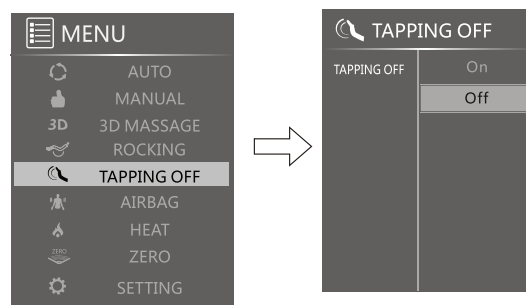 MENU
AUTO
MANUAL
3D 3D MASSAGE
ROCKING
TAPPING OFF
AIRBAG
HEAT
ZERO ZERO
SETTING
TAPPING OFF
TAPPING OFF On
Off